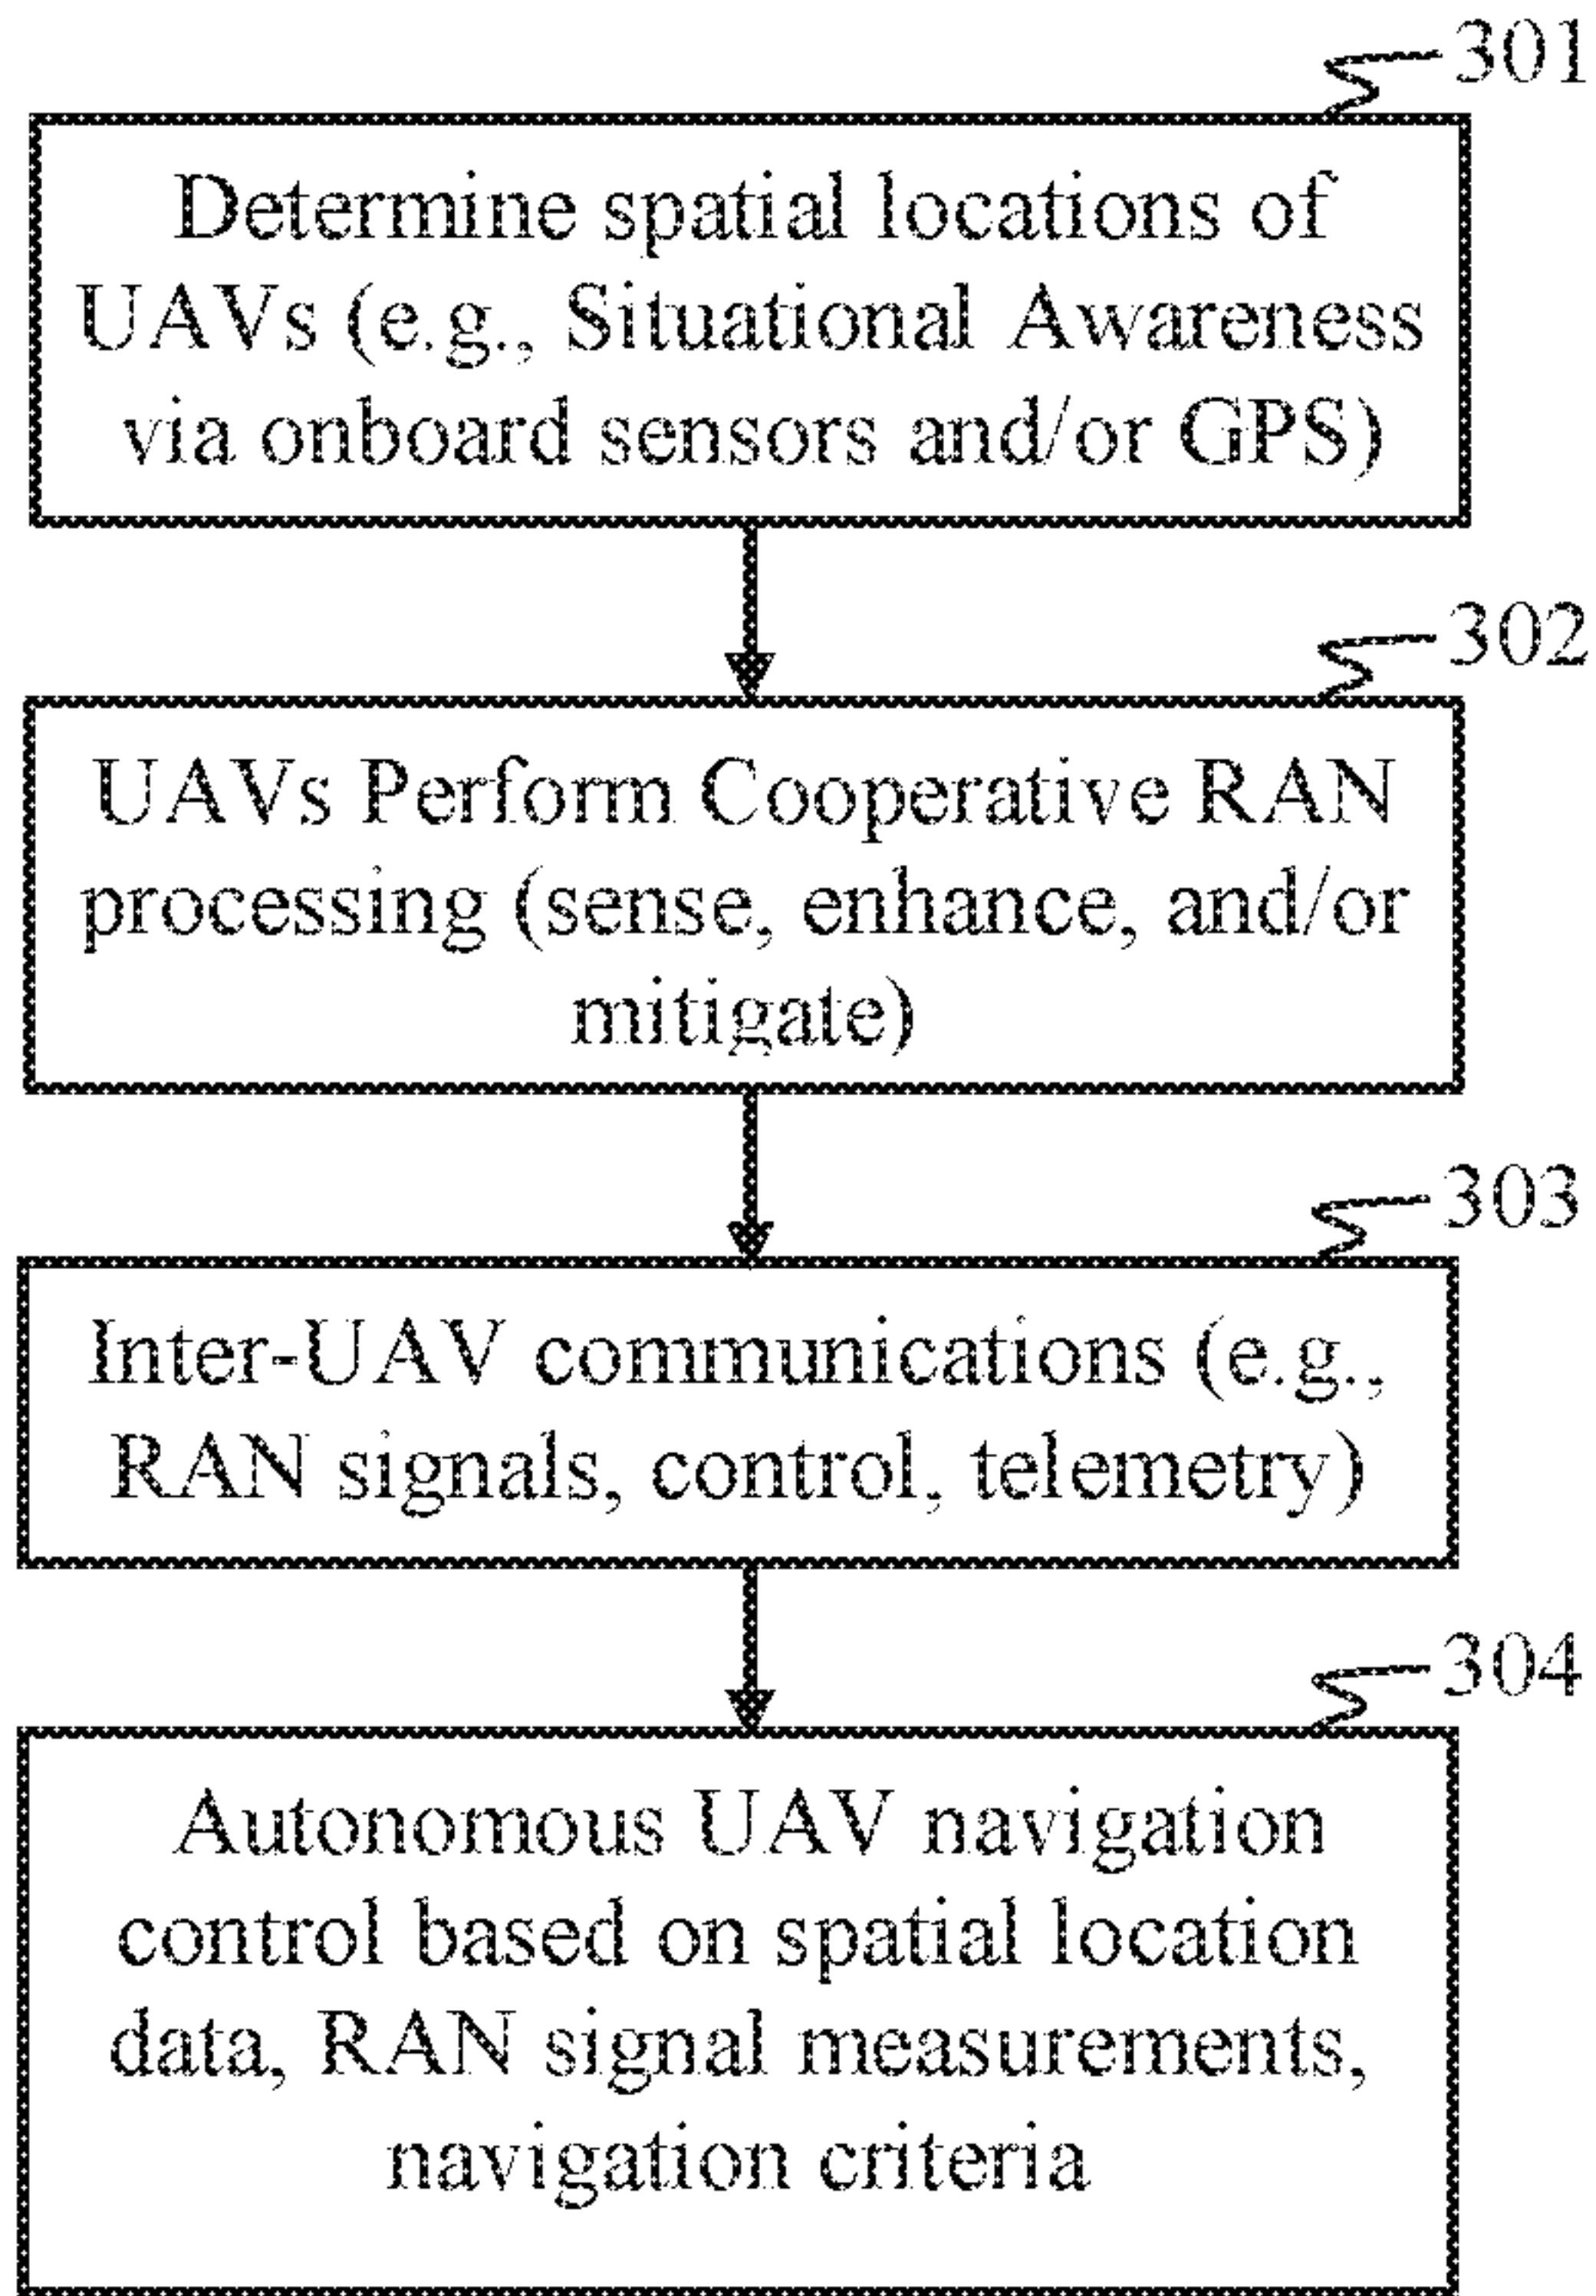 301
Determine spatial locations of
UAVs (e.g., Situational Awareness
via onboard sensors and/or GPS)
302
UAVs Perform Cooperative RAN
processing (sense, enhance, and/or
mitigate)
303
Inter-UAV communications (e.g.,
RAN signals, control, telemetry)
304
Autonomous UAV navigation
control based on spatial location
data, RAN signal measurements,
navigation criteria